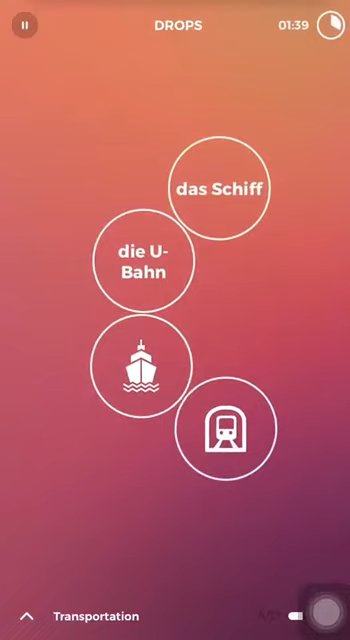 DROPS
01:39
das Schiff
die U-
Bahn
Transportation